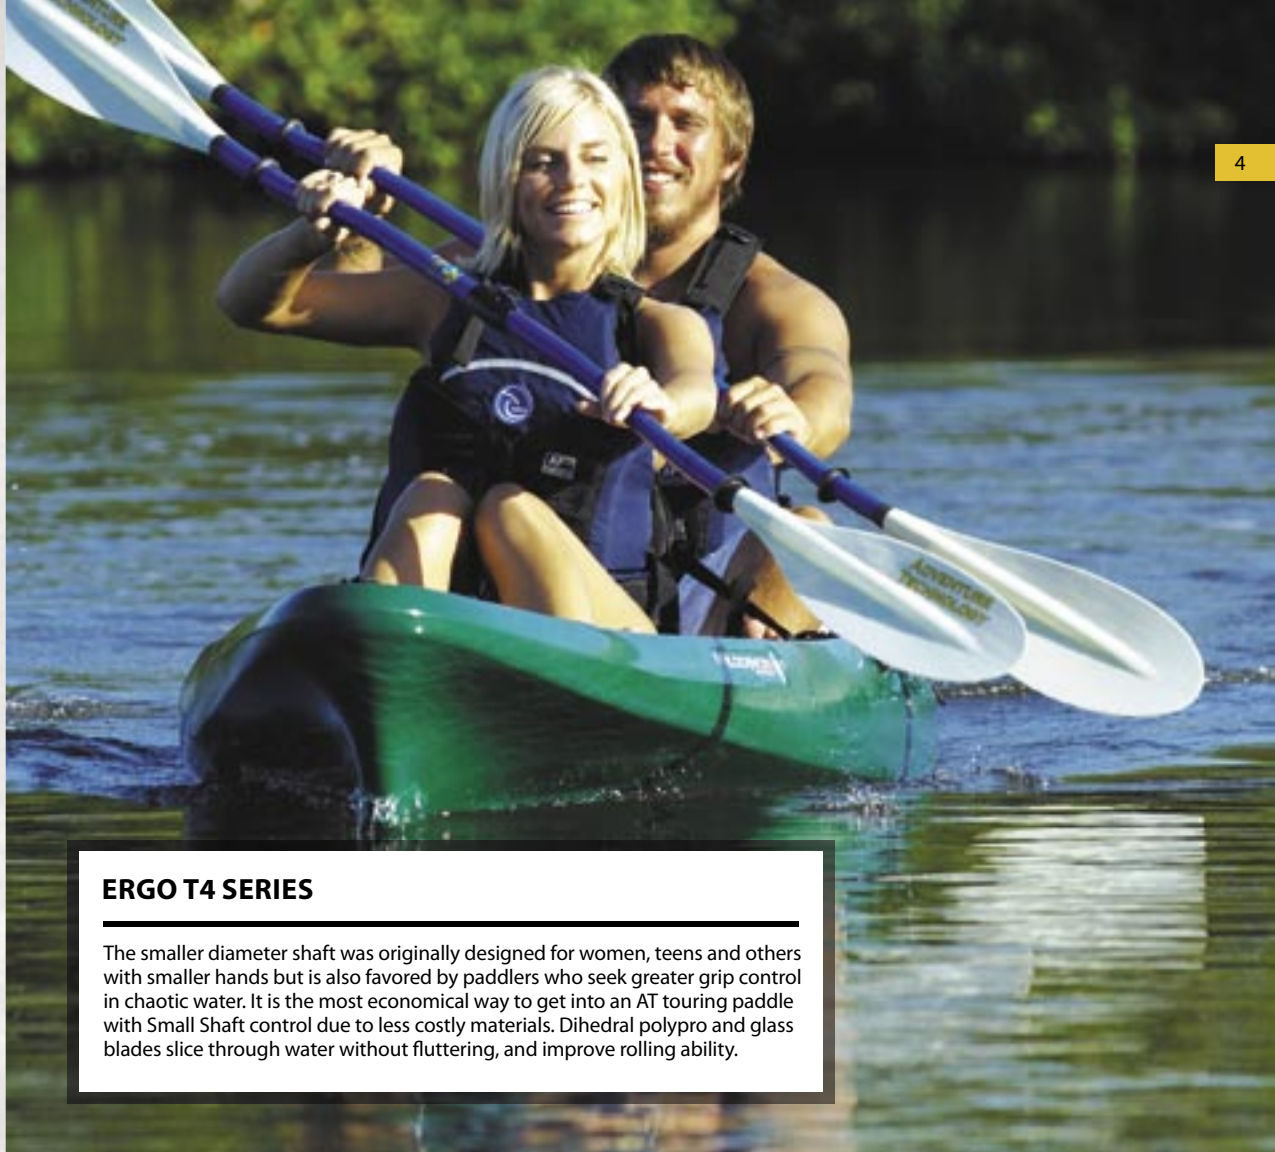 4
ADVENTURE
TECHNOLOGY
ERGO T4 SERIES
The smaller diameter shaft was originally designed for women, teens and others
with smaller hands but is also favored by paddlers who seek greater grip control
in chaotic water. It is the most economical way to get into an AT touring paddle
with Small Shaft control due to less costly materials. Dihedral polypro and glass
blades slice through water without fluttering, and improve rolling ability.